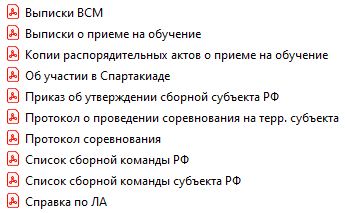 Выписки ВСМ
Выписки о приеме на обучение
Копии распорядительных актов о приеме на обучение
Об участии в Спартакиаде
Приказ об утверждении сборной субъекта РФ
Протокол о проведении соревнования на терр. субъекта
Протокол соревнования
Список сборной команды РФ
Список сборной команды субъекта РФ
Справка по ЛА